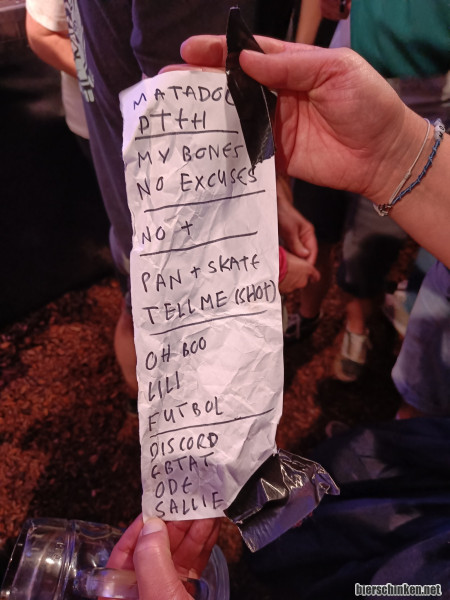 MATADOR
PTTH
MY BONES
NO EXCUSES
NO +
PAN + SKATE
TELL ME (SHOT)
OH BOO
LILI
FUTBOL
DISCORD
GBTAT
ODE
SALLIE
bierschinken.net